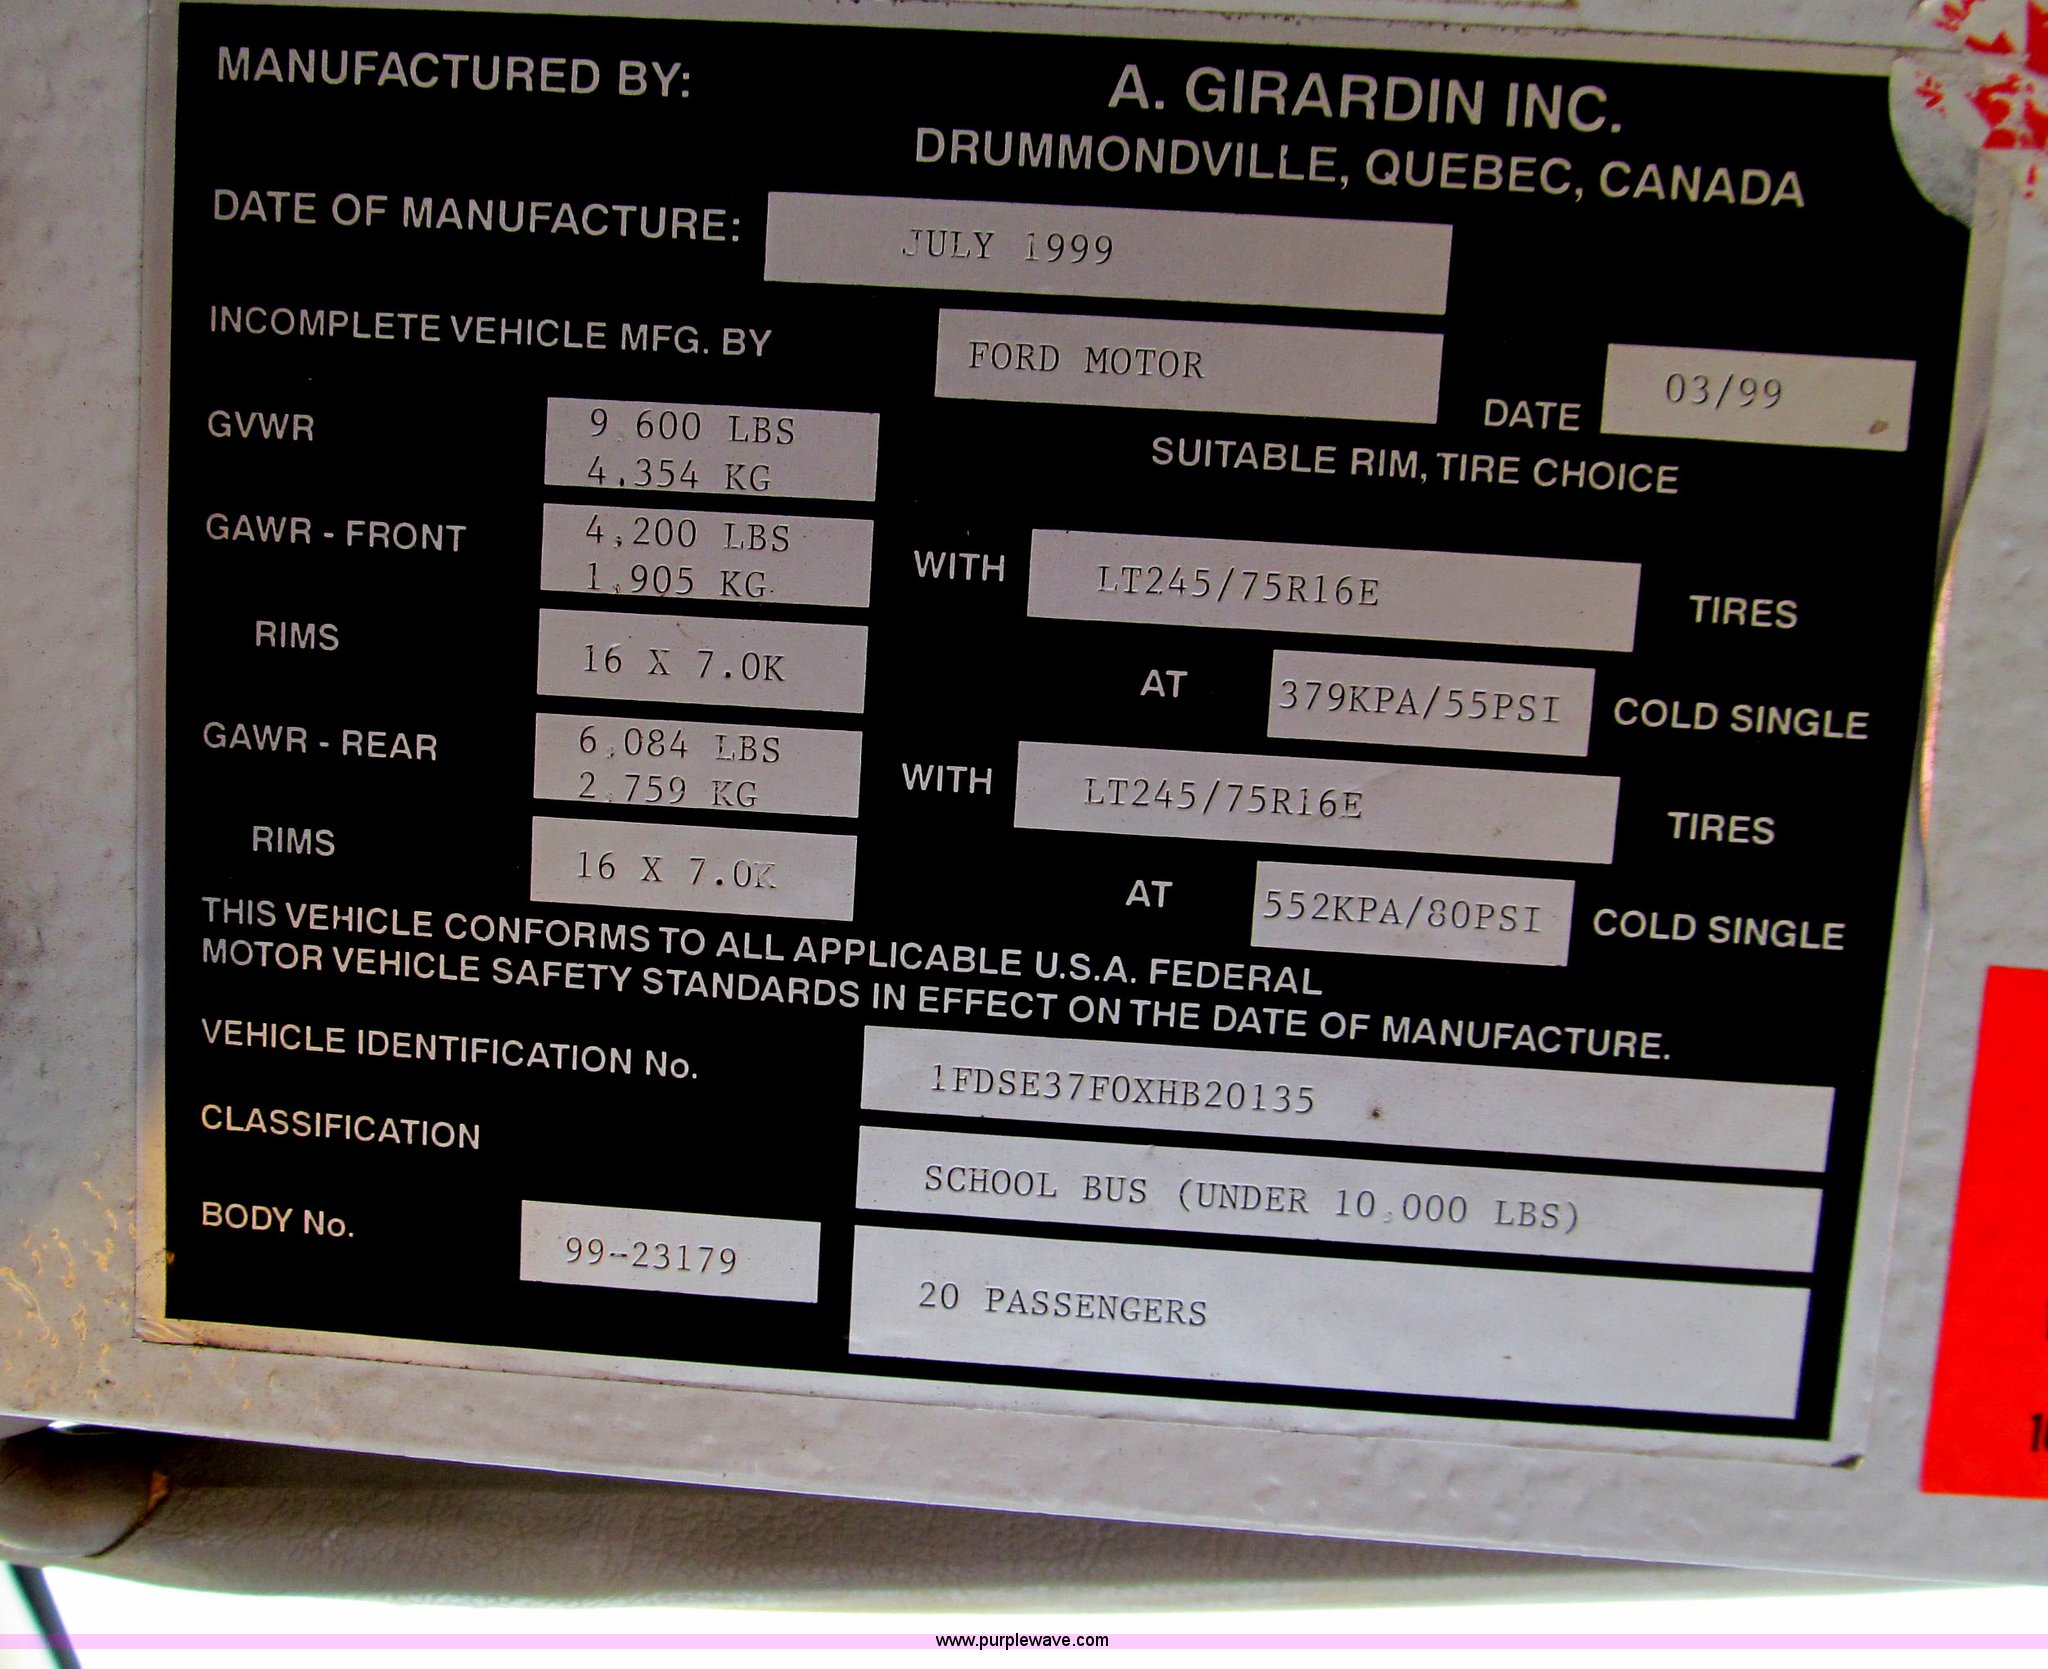 MANUFACTURED BY: A. GIRARDIN INC.
DRUMMONDVILLE, QUEBEC, CANADA
DATE OF MANUFACTURE: JULY 1999
INCOMPLETE VEHICLE MFG. BY FORD MOTOR DATE 03/99
GVWR 9,600 LBS
4,354 KG
SUITABLE RIM, TIRE CHOICE
GAWR - FRONT 4,200 LBS
1,905 KG
WITH LT245/75R16E TIRES
RIMS 16 X 7.0K AT 379KPA/55PSI COLD SINGLE
GAWR - REAR 6,084 LBS
2,759 KG
WITH LT245/75R16E TIRES
RIMS 16 X 7.0K AT 552KPA/80PSI COLD SINGLE
THIS VEHICLE CONFORMS TO ALL APPLICABLE U.S.A. FEDERAL
MOTOR VEHICLE SAFETY STANDARDS IN EFFECT ON THE DATE OF MANUFACTURE.
VEHICLE IDENTIFICATION No. 1FDSE37F0XHB20135
CLASSIFICATION SCHOOL BUS (UNDER 10,000 LBS)
BODY No. 99-23179 20 PASSENGERS
www.purplewave.com